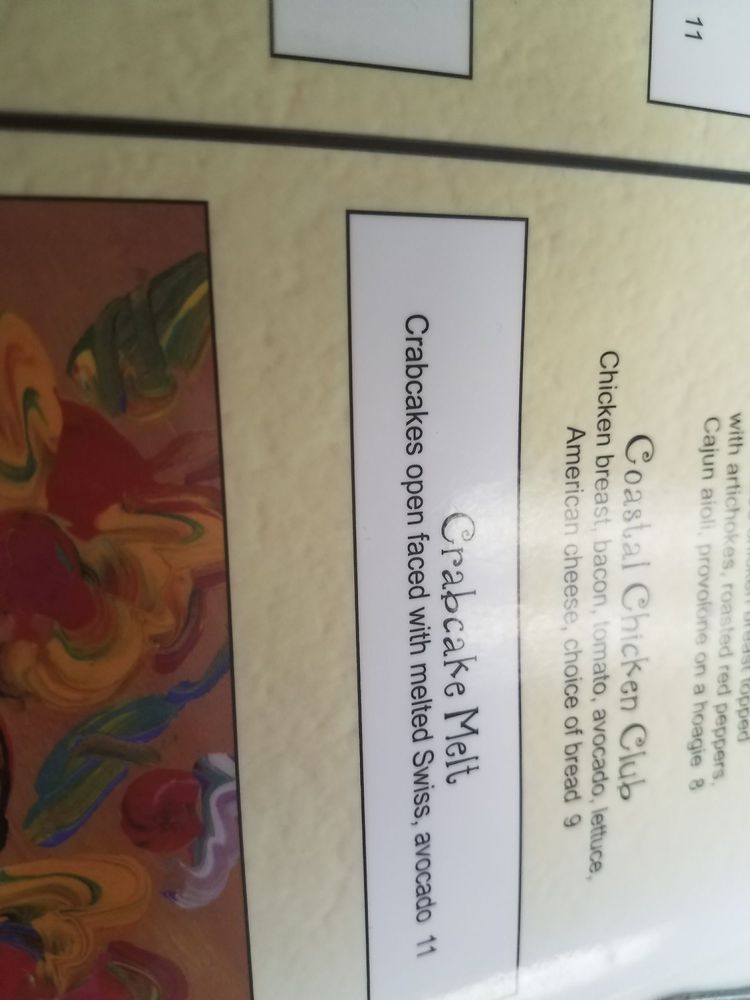 11
topped
with artichokes, roasted red peppers,
Cajun aioli, provolone on a hoagie 8
Coastal Chicken Club
Chicken breast, bacon, tomato, avocado, lettuce,
American cheese, choice of bread 9
Crabcake Melt
Crabcakes open faced with melted Swiss, avocado 11